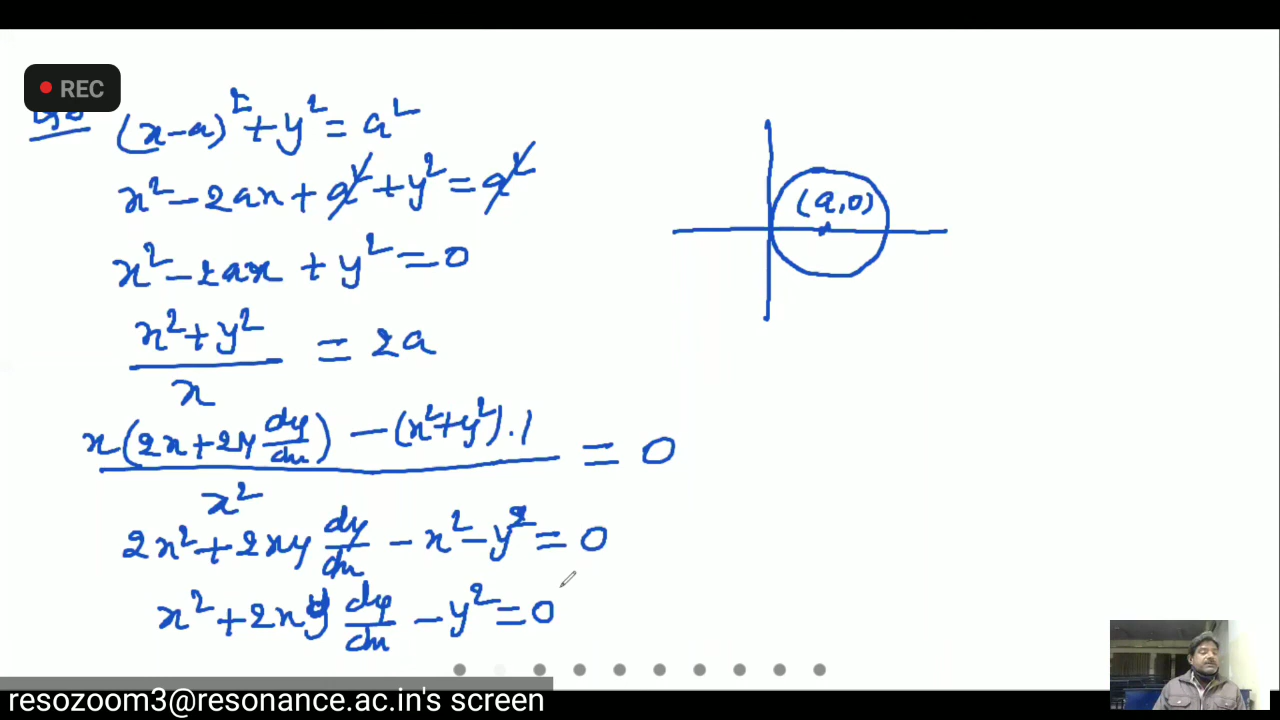 REC
(x-a)² + y² = a²
x² - 2ax + a² + y² = a²
x² - 2ax + y² = 0
(a,0)
x² + y² / x = 2a
x(2x + 2y dy/dx) - (x² + y²).1 / x² = 0
2x² + 2xy dy/dx - x² - y² = 0
x² + 2xy dy/dx - y² = 0
resozoom3@resonance.ac.in's screen